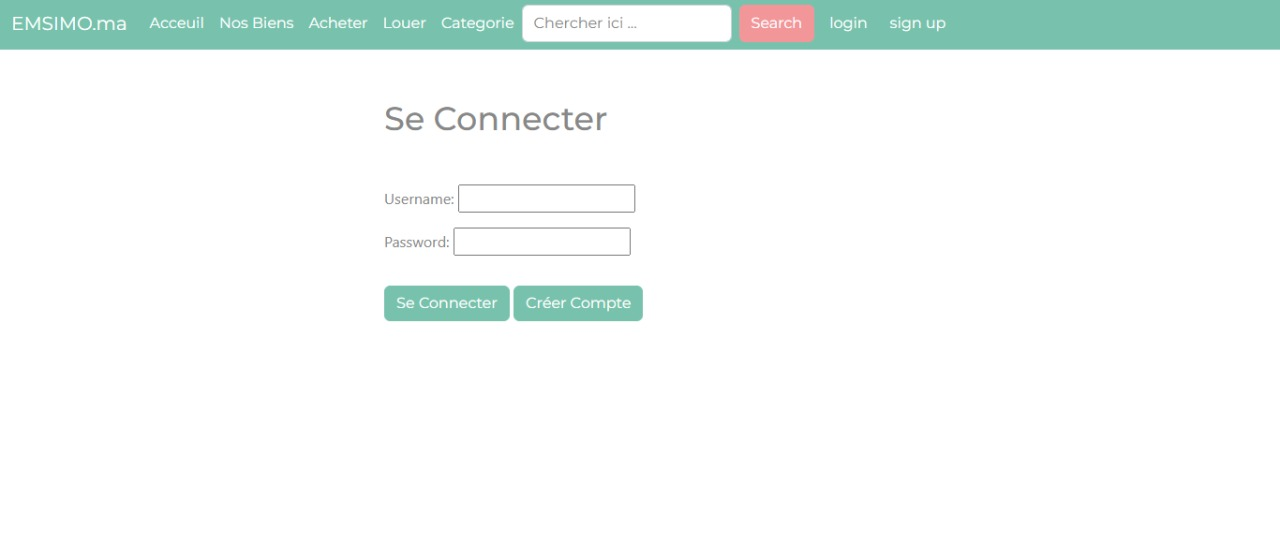 EMSIMO.ma Acceuil Nos Biens Acheter Louer Categorie Chercher ici ... Search login sign up
Se Connecter
Username:
Password:
Se Connecter Créer Compte